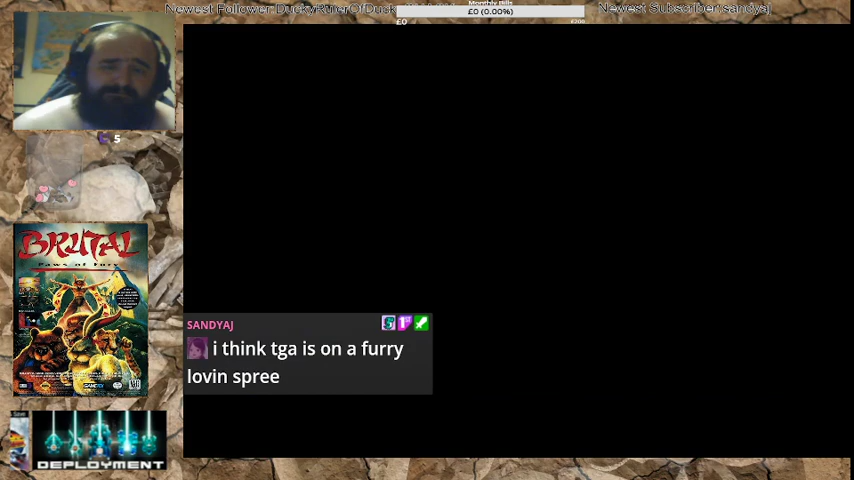 Newest Follower:DuckyRulerOfDuck
Monthly Bills
£0 (0.00%)
£0
£200
Newest Subscriber:sandyaj
5
BRUTAL
Paws of Fury
SANDYAJ
i think tga is on a furry
lovin spree
DEPLOYMENT